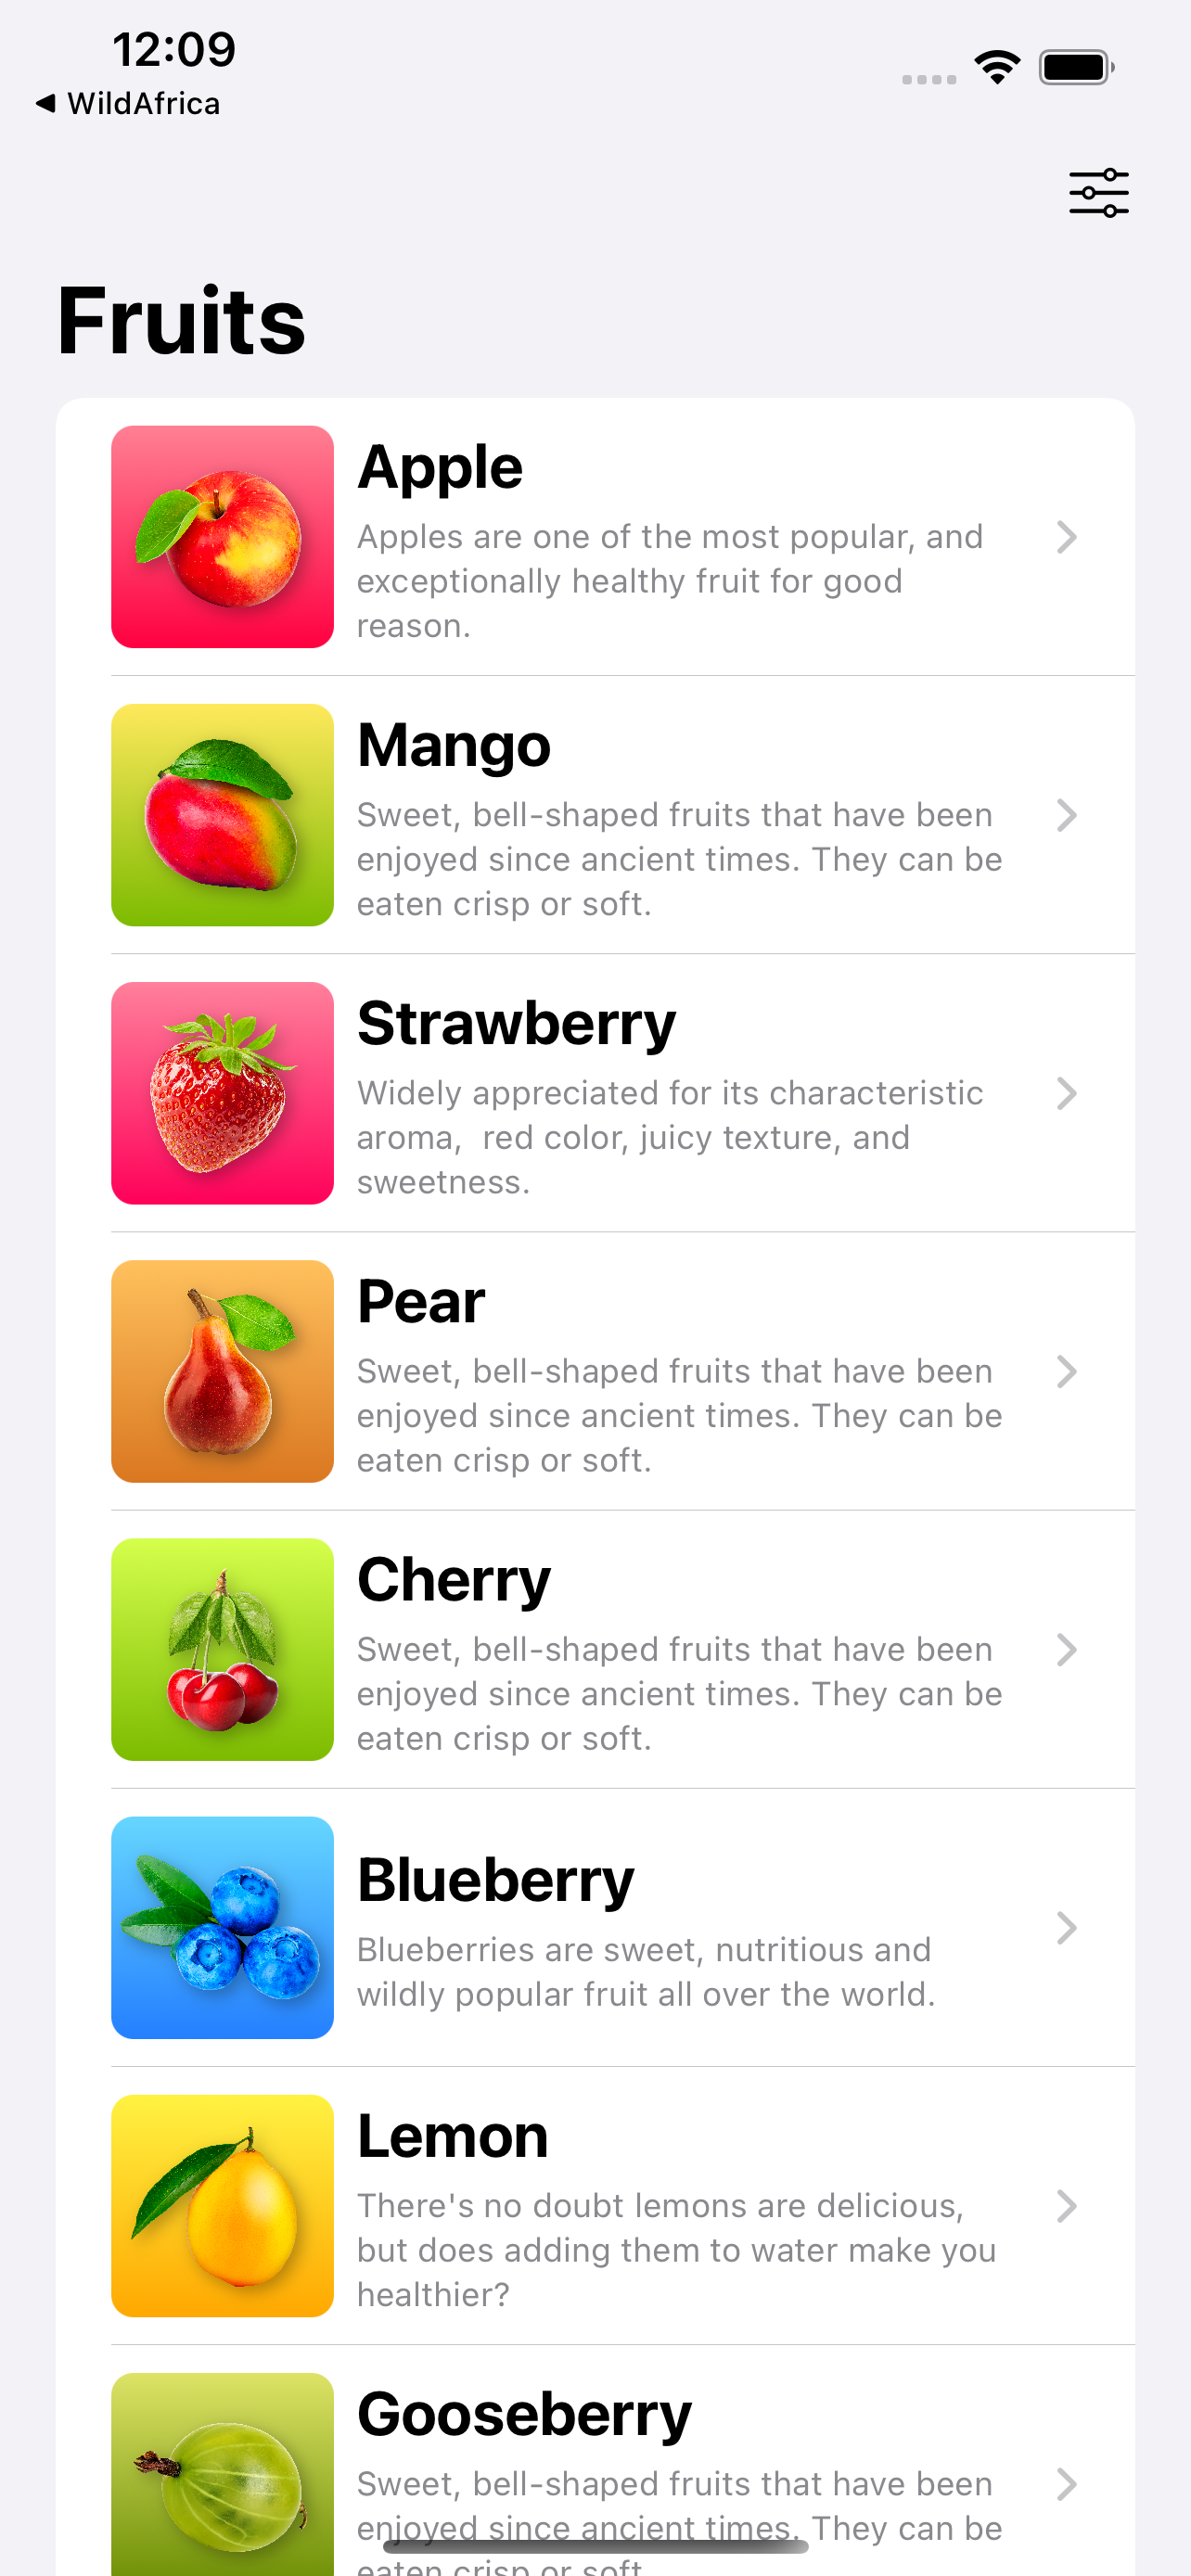 12:09
◀ WildAfrica
Fruits
Apple
Apples are one of the most popular, and
exceptionally healthy fruit for good
reason.
Mango
Sweet, bell-shaped fruits that have been
enjoyed since ancient times. They can be
eaten crisp or soft.
Strawberry
Widely appreciated for its characteristic
aroma,  red color, juicy texture, and
sweetness.
Pear
Sweet, bell-shaped fruits that have been
enjoyed since ancient times. They can be
eaten crisp or soft.
Cherry
Sweet, bell-shaped fruits that have been
enjoyed since ancient times. They can be
eaten crisp or soft.
Blueberry
Blueberries are sweet, nutritious and
wildly popular fruit all over the world.
Lemon
There's no doubt lemons are delicious,
but does adding them to water make you
healthier?
Gooseberry
Sweet, bell-shaped fruits that have been
enjoyed since ancient times. They can be
eaten crisp or soft.